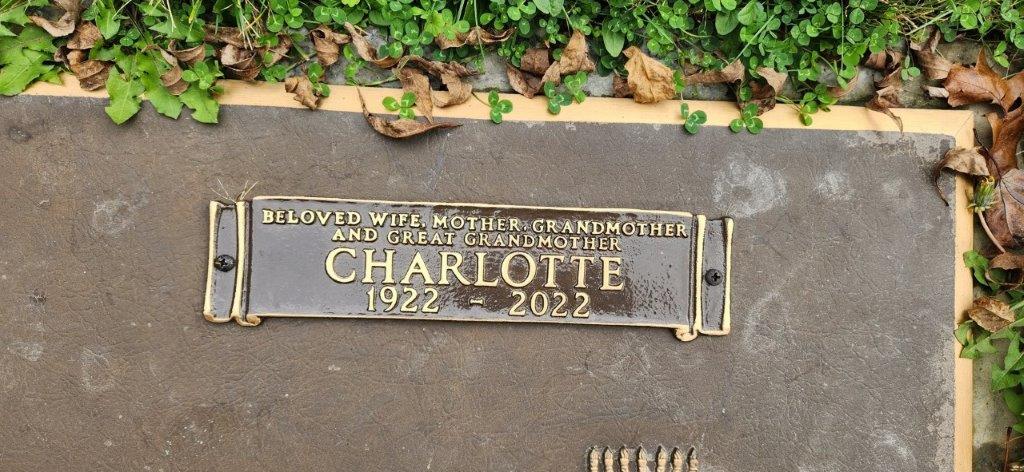 BELOVED WIFE, MOTHER, GRANDMOTHER
AND GREAT GRANDMOTHER
CHARLOTTE
1922 - 2022